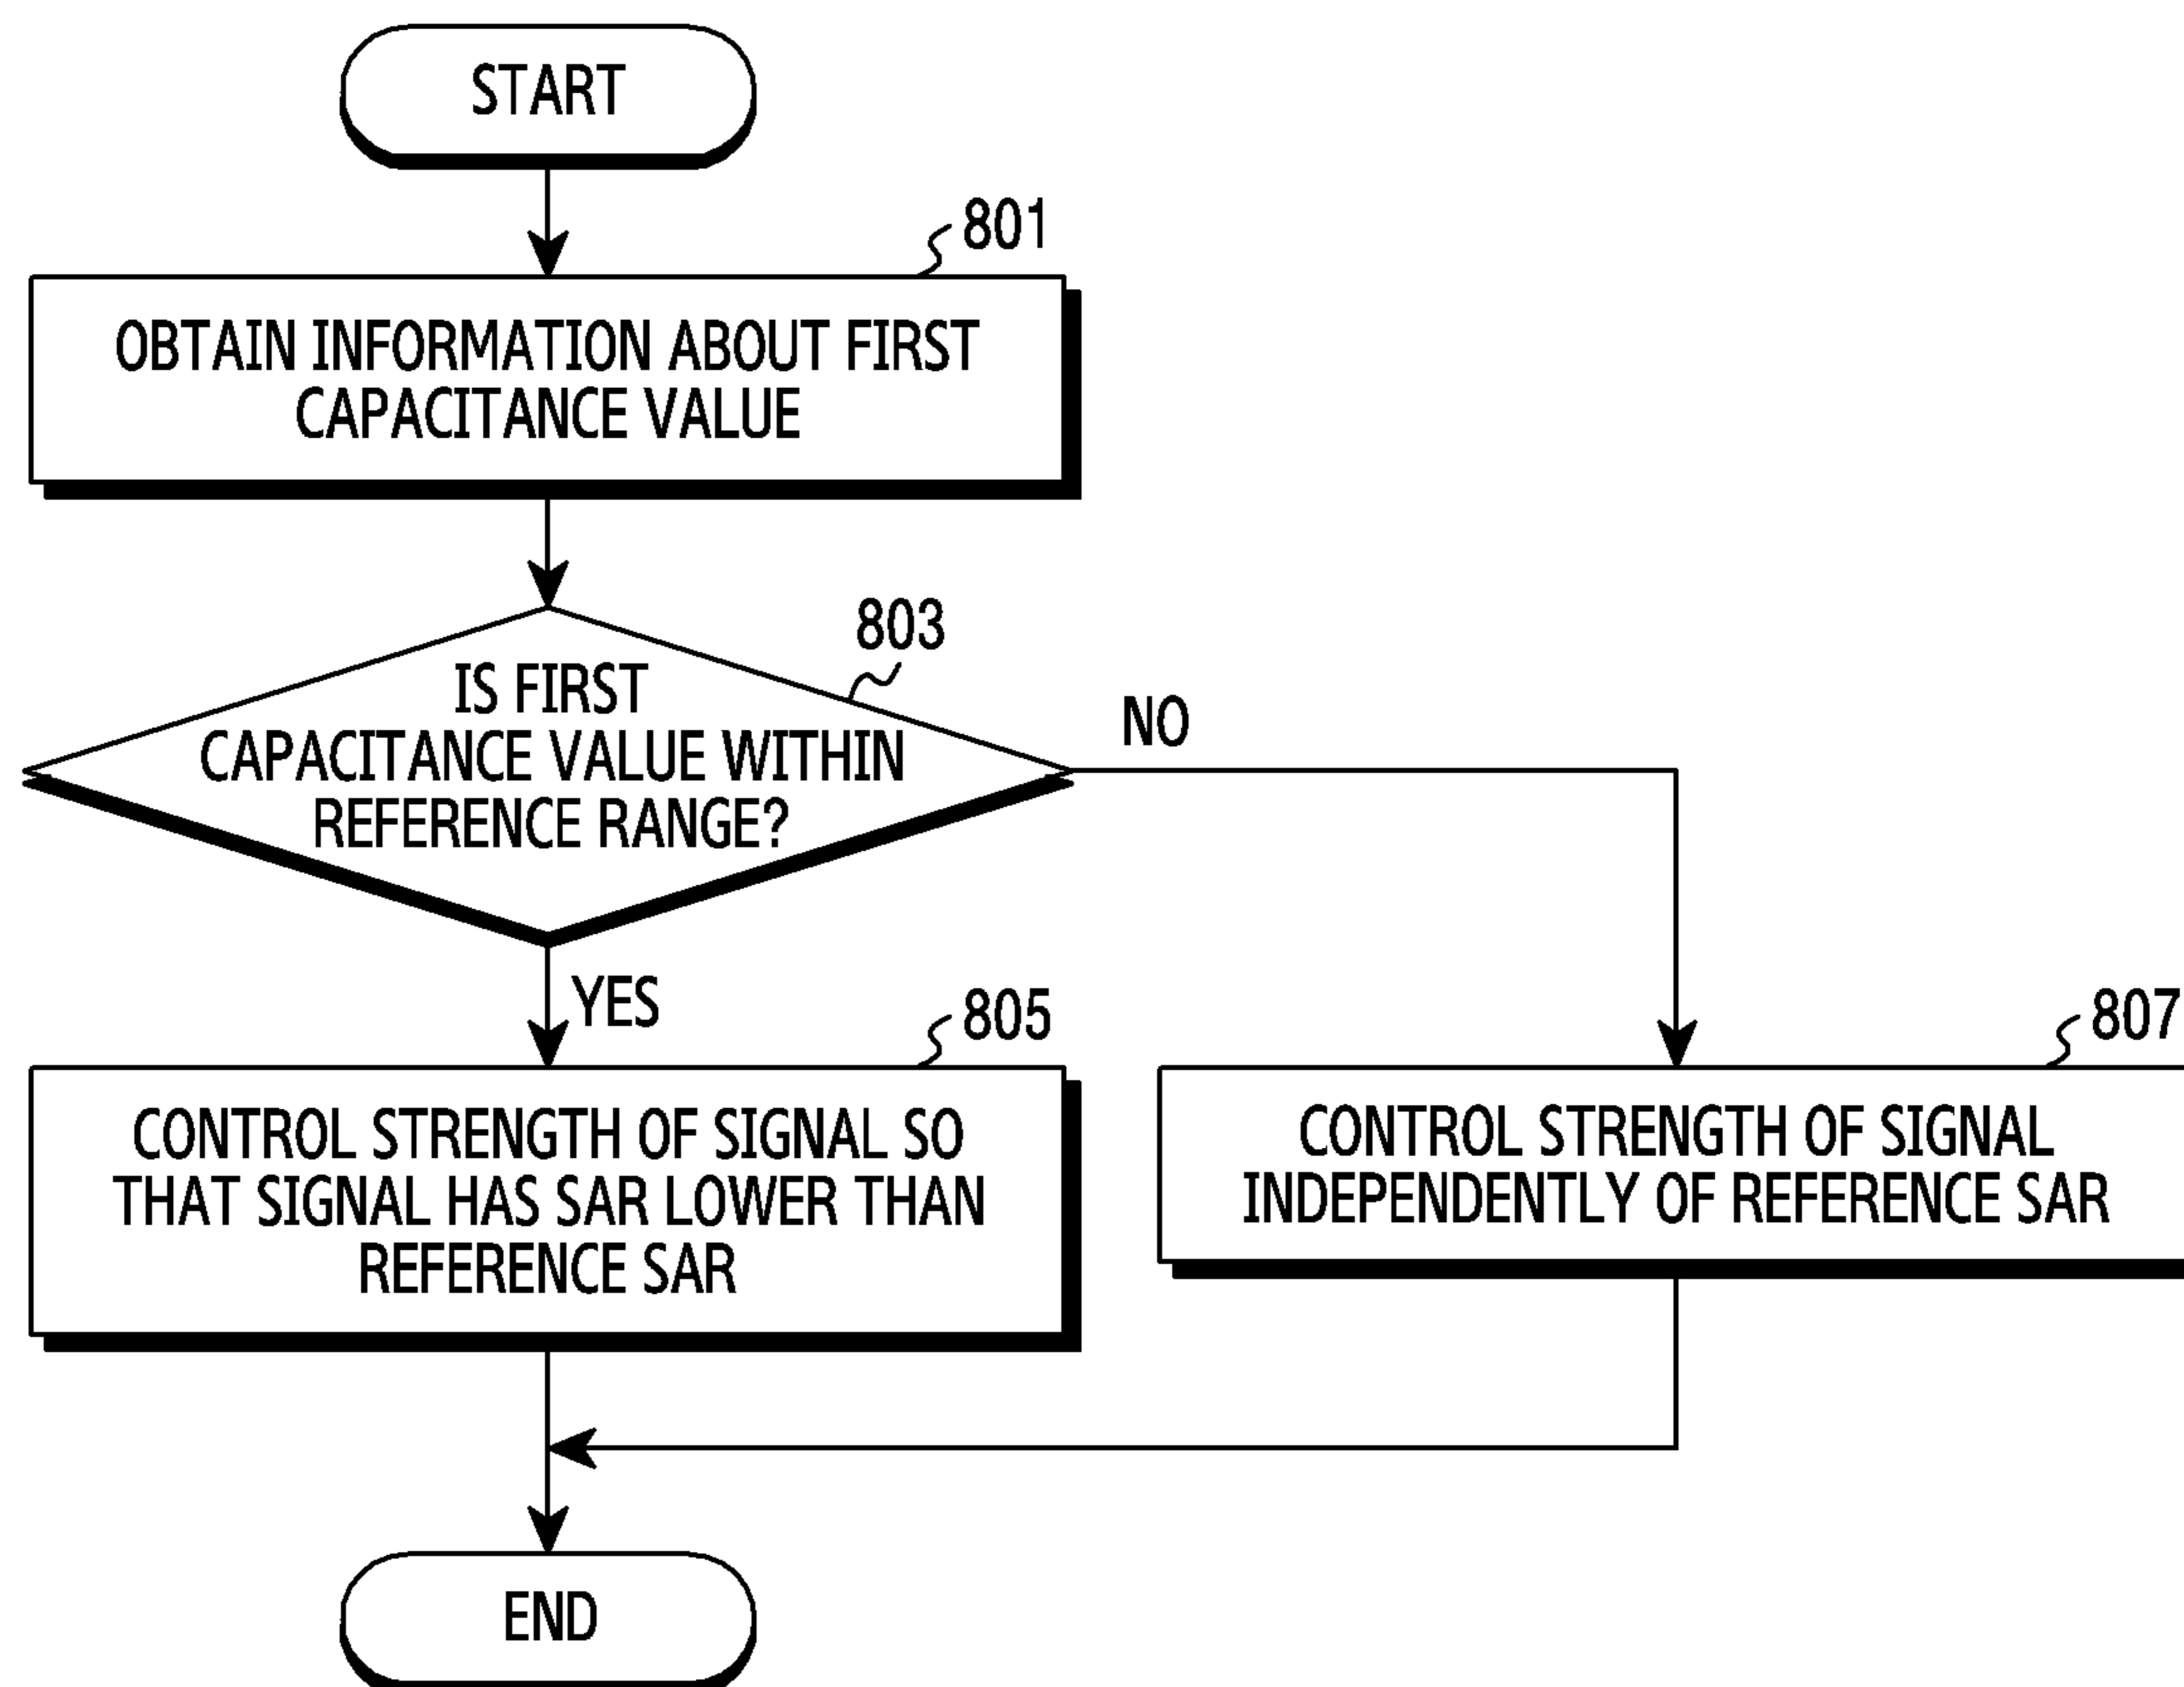 START
801
OBTAIN INFORMATION ABOUT FIRST
CAPACITANCE VALUE
803
IS FIRST
CAPACITANCE VALUE WITHIN
REFERENCE RANGE?
NO
YES
805
CONTROL STRENGTH OF SIGNAL SO
THAT SIGNAL HAS SAR LOWER THAN
REFERENCE SAR
807
CONTROL STRENGTH OF SIGNAL
INDEPENDENTLY OF REFERENCE SAR
END